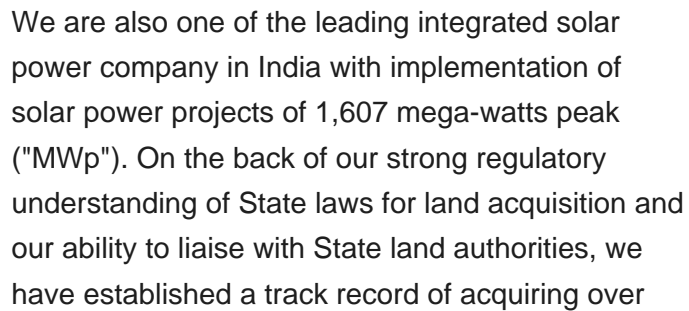 We are also one of the leading integrated solar
power company in India with implementation of
solar power projects of 1,607 mega-watts peak
("MWp"). On the back of our strong regulatory
understanding of State laws for land acquisition and
our ability to liaise with State land authorities, we
have established a track record of acquiring over